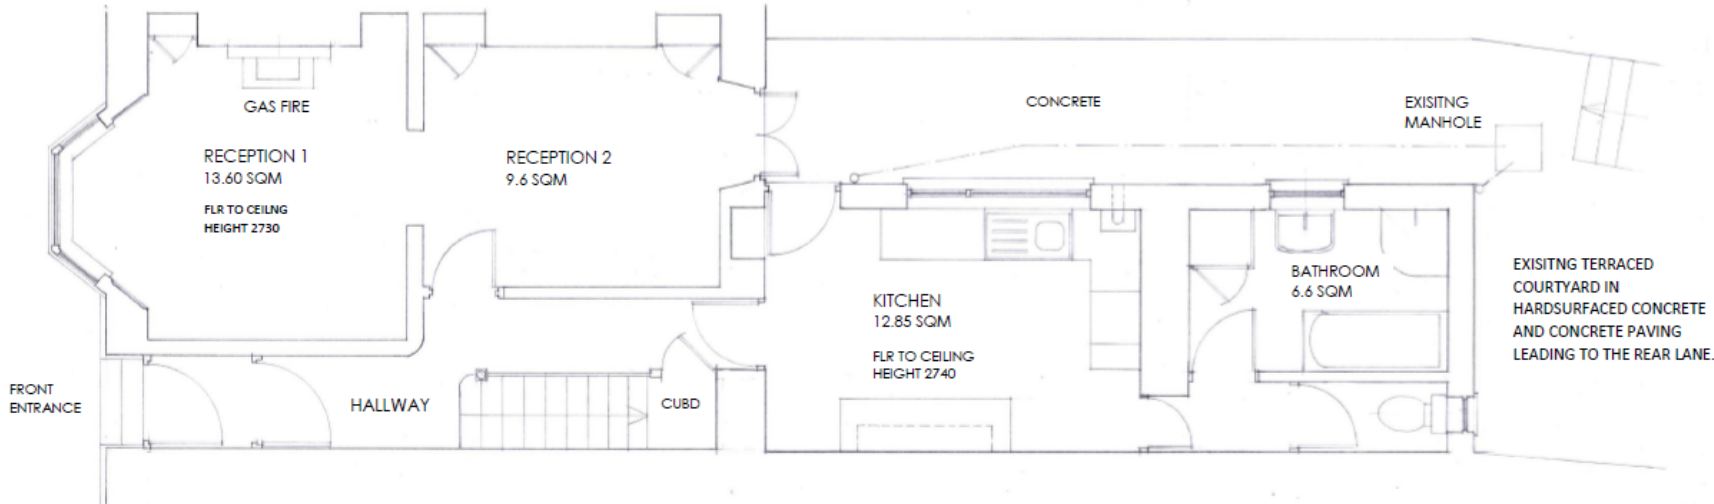 GAS FIRE
RECEPTION 1
13.60 SQM
FLR TO CEILNG
HEIGHT 2730
RECEPTION 2
9.6 SQM
CONCRETE
EXISITNG
MANHOLE
KITCHEN
12.85 SQM
FLR TO CEILING
HEIGHT 2740
BATHROOM
6.6 SQM
EXISITNG TERRACED
COURTYARD IN
HARDSURFACED CONCRETE
AND CONCRETE PAVING
LEADING TO THE REAR LANE.
FRONT
ENTRANCE
HALLWAY
CUBD